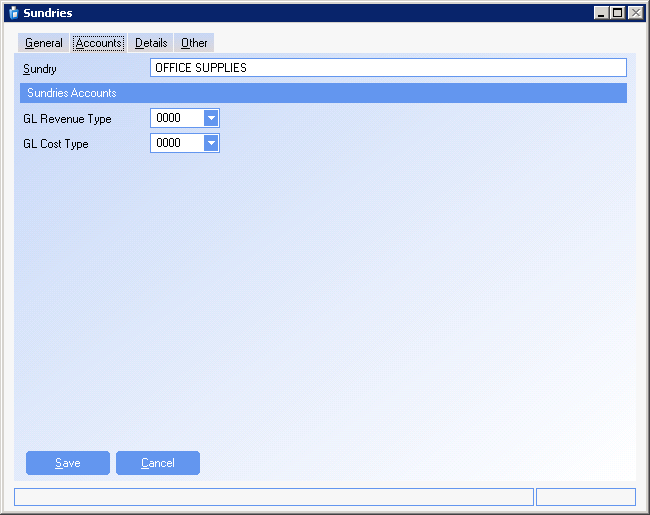 Sundries
General Accounts Details Other
Sundry OFFICE SUPPLIES
Sundries Accounts
GL Revenue Type 0000
GL Cost Type 0000
Save Cancel